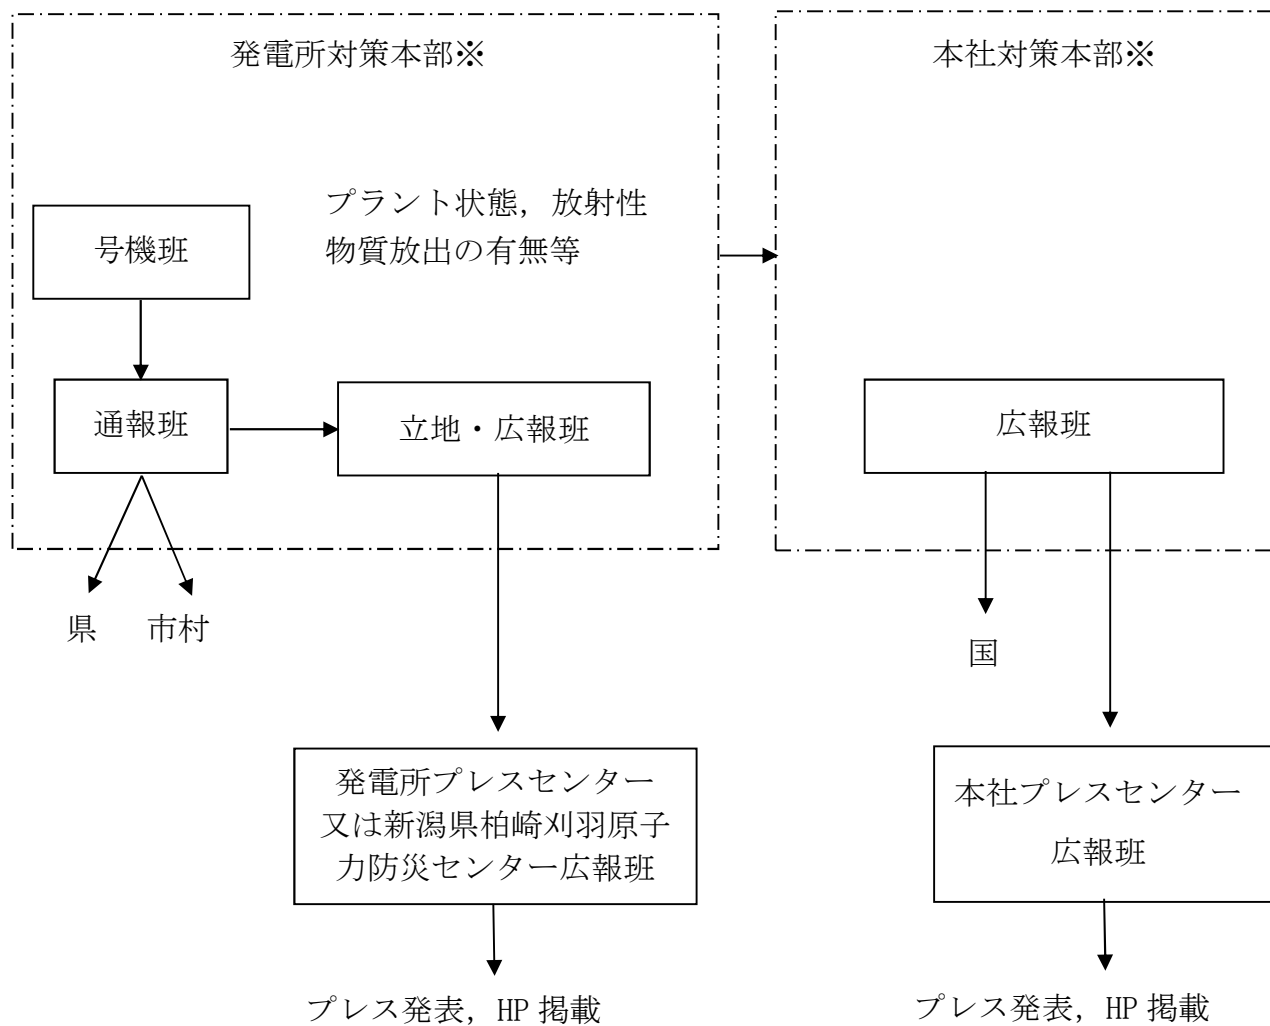 発電所対策本部※
本社対策本部※
プラント状態，放射性
物質放出の有無等
号機班
通報班
立地・広報班
広報班
県
市村
国
発電所プレスセンター
又は新潟県柏崎刈羽原子
力防災センター広報班
本社プレスセンター
広報班
プレス発表，HP 掲載
プレス発表，HP 掲載